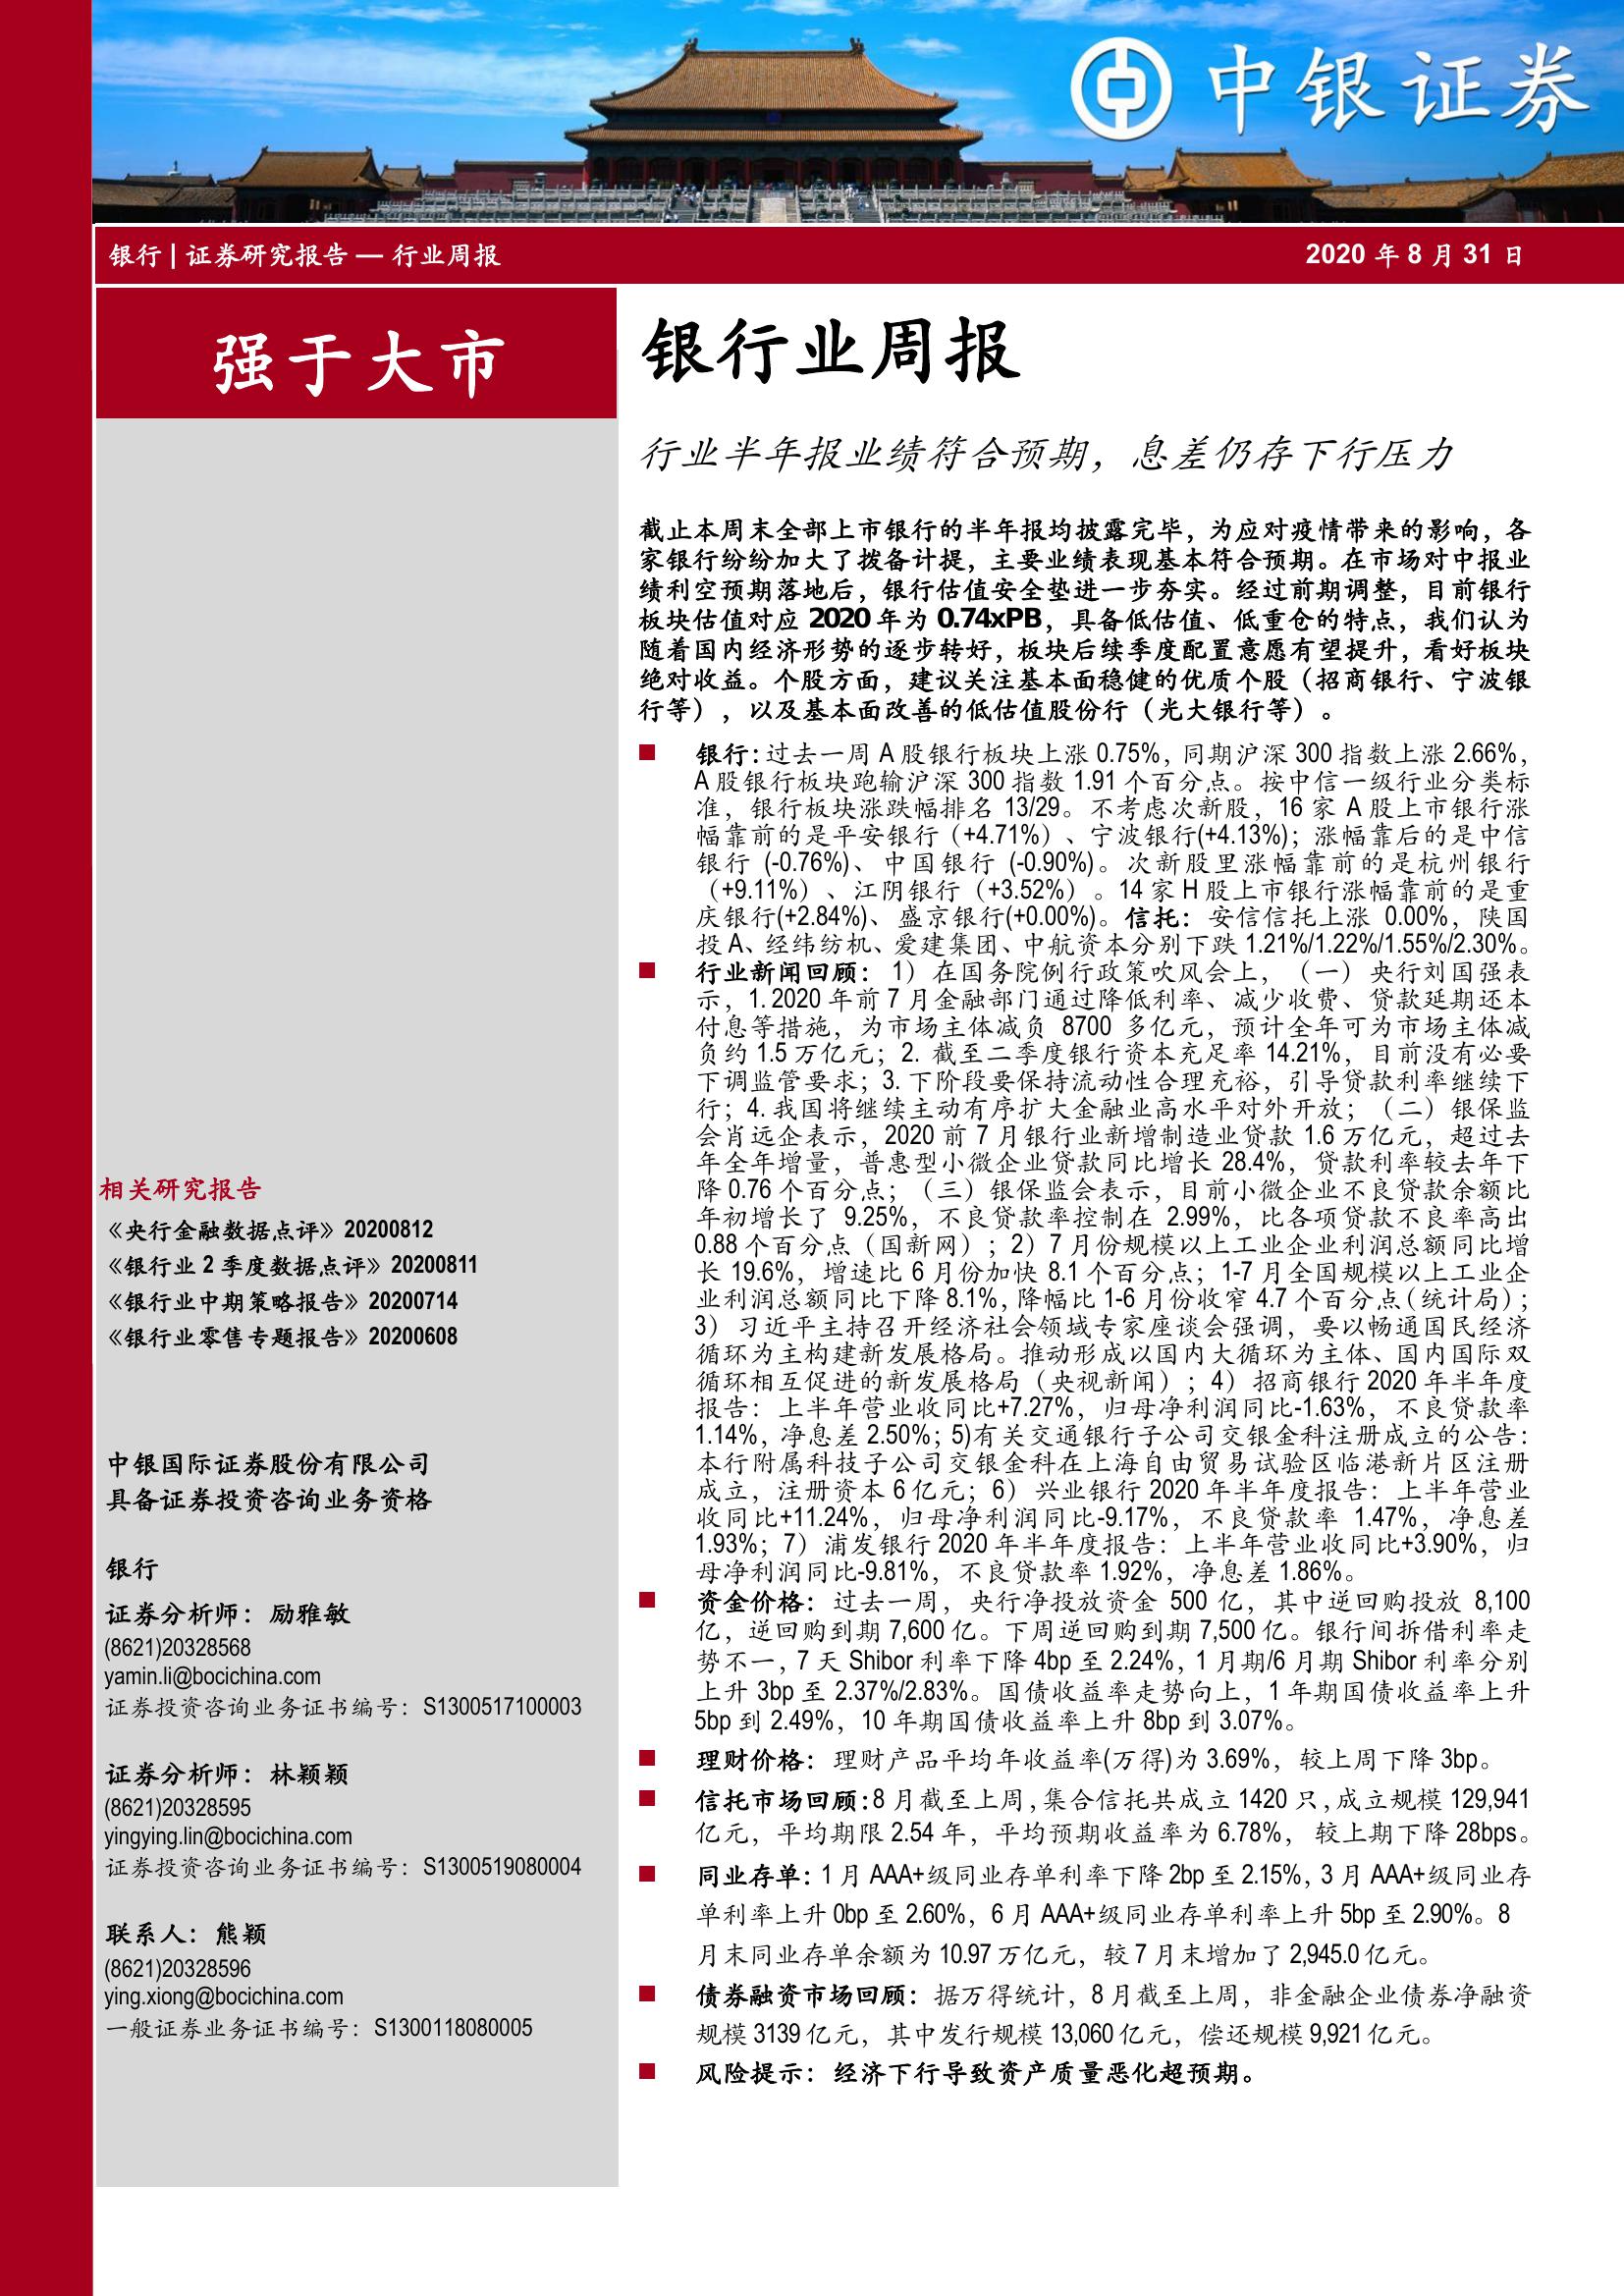 中银证券
银行 | 证券研究报告 — 行业周报
2020 年 8 月 31 日
强于大市
相关研究报告
《央行金融数据点评》20200812
《银行业 2 季度数据点评》20200811
《银行业中期策略报告》20200714
《银行业零售专题报告》20200608
中银国际证券股份有限公司
具备证券投资咨询业务资格
银行
证券分析师：励雅敏
(8621)20328568
yamin.li@bocichina.com
证券投资咨询业务证书编号：S1300517100003
证券分析师：林颖颖
(8621)20328595
yingying.lin@bocichina.com
证券投资咨询业务证书编号：S1300519080004
联系人：熊颖
(8621)20328596
ying.xiong@bocichina.com
一般证券业务证书编号：S1300118080005
银行业周报
行业半年报业绩符合预期，息差仍存下行压力
截止本周末全部上市银行的半年报均披露完毕，为应对疫情带来的影响，各
家银行纷纷加大了拨备计提，主要业绩表现基本符合预期。在市场对中报业
绩利空预期落地后，银行估值安全垫进一步夯实。经过前期调整，目前银行
板块估值对应 2020 年为 0.74xPB，具备低估值、低重仓的特点，我们认为
随着国内经济形势的逐步转好，板块后续季度配置意愿有望提升，看好板块
绝对收益。个股方面，建议关注基本面稳健的优质个股（招商银行、宁波银
行等），以及基本面改善的低估值股份行（光大银行等）。
银行：过去一周 A 股银行板块上涨 0.75%，同期沪深 300 指数上涨 2.66%，
A 股银行板块跑输沪深 300 指数 1.91 个百分点。按中信一级行业分类标
准，银行板块涨跌幅排名 13/29。不考虑次新股，16 家 A 股上市银行涨
幅靠前的是平安银行（+4.71%）、宁波银行(+4.13%)；涨幅靠后的是中信
银行 (-0.76%)、中国银行 (-0.90%)。次新股里涨幅靠前的是杭州银行
（+9.11%）、江阴银行（+3.52%）。14 家 H 股上市银行涨幅靠前的是重
庆银行(+2.84%)、盛京银行(+0.00%)。信托：安信信托上涨 0.00%，陕国
投 A、经纬纺机、爱建集团、中航资本分别下跌 1.21%/1.22%/1.55%/2.30%。
行业新闻回顾：1）在国务院例行政策吹风会上，（一）央行刘国强表
示，1. 2020 年前 7 月金融部门通过降低利率、减少收费、贷款延期还本
付息等措施，为市场主体减负 8700 多亿元，预计全年可为市场主体减
负约 1.5 万亿元；2. 截至二季度银行资本充足率 14.21%，目前没有必要
下调监管要求；3. 下阶段要保持流动性合理充裕，引导贷款利率继续下
行；4. 我国将继续主动有序扩大金融业高水平对外开放；（二）银保监
会肖远企表示，2020 前 7 月银行业新增制造业贷款 1.6 万亿元，超过去
年全年增量，普惠型小微企业贷款同比增长 28.4%，贷款利率较去年下
降 0.76 个百分点；（三）银保监会表示，目前小微企业不良贷款余额比
年初增长了 9.25%，不良贷款率控制在 2.99%，比各项贷款不良率高出
0.88 个百分点（国新网）；2）7 月份规模以上工业企业利润总额同比增
长 19.6%，增速比 6 月份加快 8.1 个百分点；1-7 月全国规模以上工业企
业利润总额同比下降 8.1%，降幅比 1-6 月份收窄 4.7 个百分点（统计局）；
3）习近平主持召开经济社会领域专家座谈会强调，要以畅通国民经济
循环为主构建新发展格局。推动形成以国内大循环为主体、国内国际双
循环相互促进的新发展格局（央视新闻）；4）招商银行 2020 年半年度
报告：上半年营业收同比+7.27%，归母净利润同比-1.63%，不良贷款率
1.14%，净息差 2.50%；5)有关交通银行子公司交银金科注册成立的公告：
本行附属科技子公司交银金科在上海自由贸易试验区临港新片区注册
成立，注册资本 6 亿元；6）兴业银行 2020 年半年度报告：上半年营业
收同比+11.24%，归母净利润同比-9.17%，不良贷款率 1.47%，净息差
1.93%；7）浦发银行 2020 年半年度报告：上半年营业收同比+3.90%，归
母净利润同比-9.81%，不良贷款率 1.92%，净息差 1.86%。
资金价格：过去一周，央行净投放资金 500 亿，其中逆回购投放 8,100
亿，逆回购到期 7,600 亿。下周逆回购到期 7,500 亿。银行间拆借利率走
势不一，7 天 Shibor 利率下降 4bp 至 2.24%，1 月期/6 月期 Shibor 利率分别
上升 3bp 至 2.37%/2.83%。国债收益率走势向上，1 年期国债收益率上升
5bp 到 2.49%，10 年期国债收益率上升 8bp 到 3.07%。
理财价格：理财产品平均年收益率(万得)为 3.69%，较上周下降 3bp。
信托市场回顾：8 月截至上周，集合信托共成立 1420 只，成立规模 129,941
亿元，平均期限 2.54 年，平均预期收益率为 6.78%，较上期下降 28bps。
同业存单：1 月 AAA+级同业存单利率下降 2bp 至 2.15%，3 月 AAA+级同业存
单利率上升 0bp 至 2.60%，6 月 AAA+级同业存单利率上升 5bp 至 2.90%。8
月末同业存单余额为 10.97 万亿元，较 7 月末增加了 2,945.0 亿元。
债券融资市场回顾：据万得统计，8 月截至上周，非金融企业债券净融资
规模 3139 亿元，其中发行规模 13,060 亿元，偿还规模 9,921 亿元。
风险提示：经济下行导致资产质量恶化超预期。